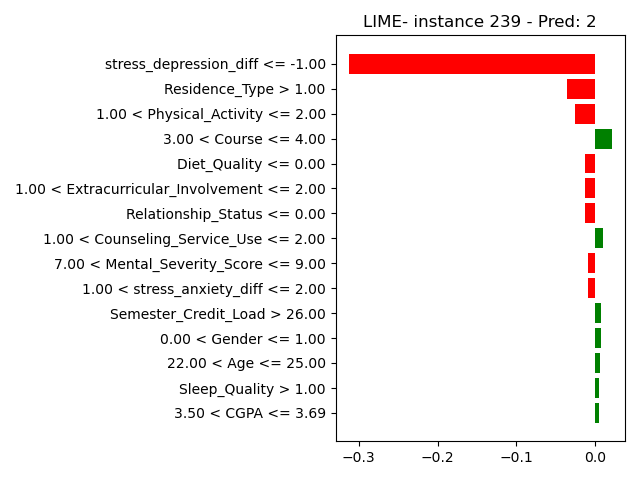 LIME- instance 239 - Pred: 2
stress_depression_diff <= -1.00
Residence_Type > 1.00
1.00 < Physical_Activity <= 2.00
3.00 < Course <= 4.00
Diet_Quality <= 0.00
1.00 < Extracurricular_Involvement <= 2.00
Relationship_Status <= 0.00
1.00 < Counseling_Service_Use <= 2.00
7.00 < Mental_Severity_Score <= 9.00
1.00 < stress_anxiety_diff <= 2.00
Semester_Credit_Load > 26.00
0.00 < Gender <= 1.00
22.00 < Age <= 25.00
Sleep_Quality > 1.00
3.50 < CGPA <= 3.69
−0.3 −0.2 −0.1 0.0